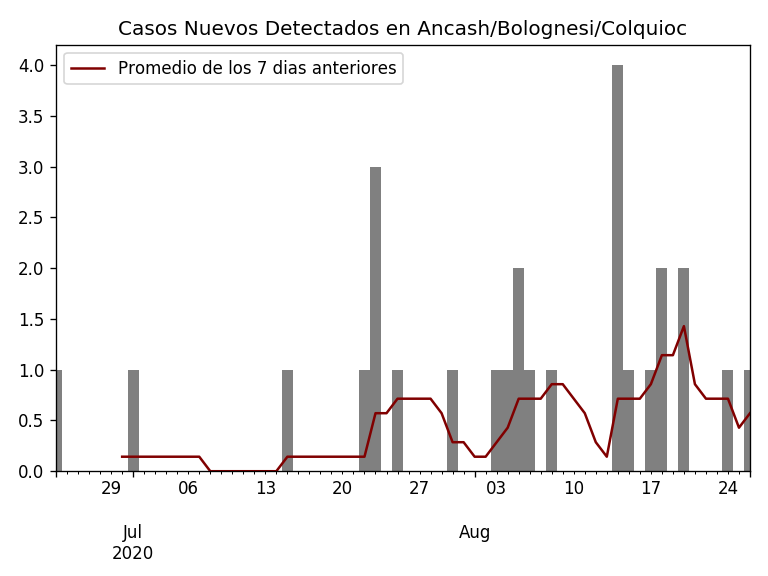 Casos Nuevos Detectados en Ancash/Bolognesi/Colquioc
Promedio de los 7 dias anteriores
4.0
3.5
3.0
2.5
2.0
1.5
1.0
0.5
0.0
29 06 13 20 27 03 10 17 24
Jul Aug
2020